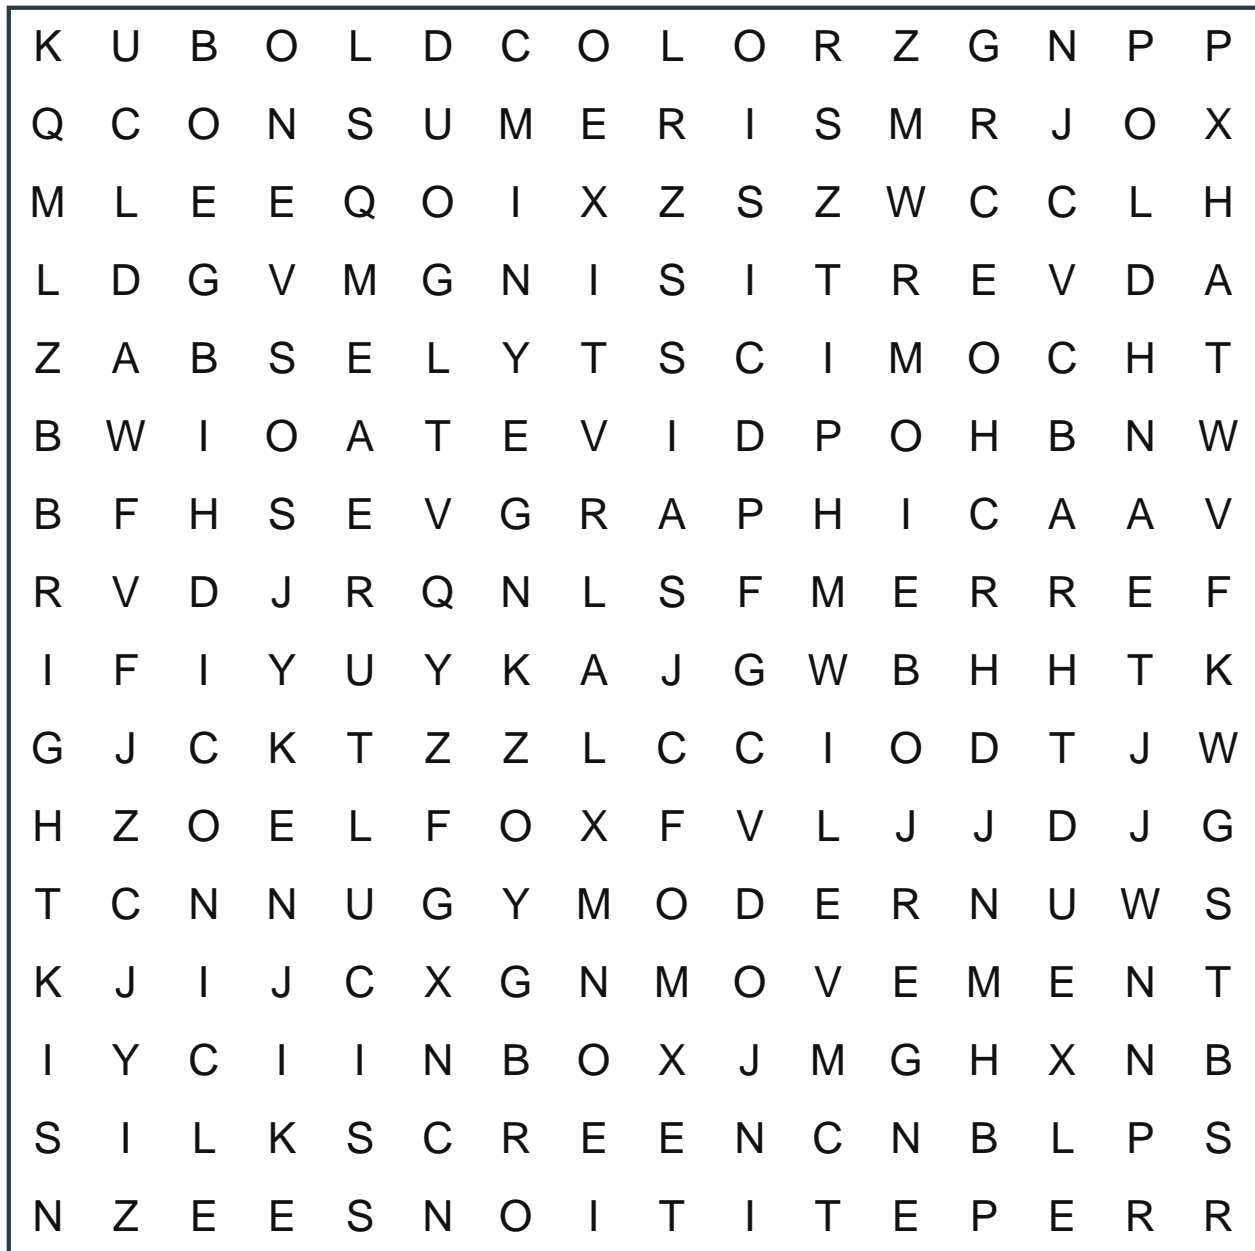 K U B O L D C O L O R Z G N P P
Q C O N S U M E R I S M R J O X
M L E E Q O I X Z S Z W C C L H
L D G V M G N I S I T R E V D A
Z A B S E L Y T S C I M O C H T
B W I O A T E V I D P O H B N W
B F H S E V G R A P H I C A A V
R V D J R Q N L S F M E R R E F
I F I Y U Y K A J G W B H H T K
G J C K T Z Z L C C I O D T J W
H Z O E L F O X F V L J J D J G
T C N N U G Y M O D E R N U W S
K J I J C X G N M O V E M E N T
I Y C I I N B O X J M G H X N B
S I L K S C R E E N C N B L P S
N Z E E S N O I T I T E P E R R